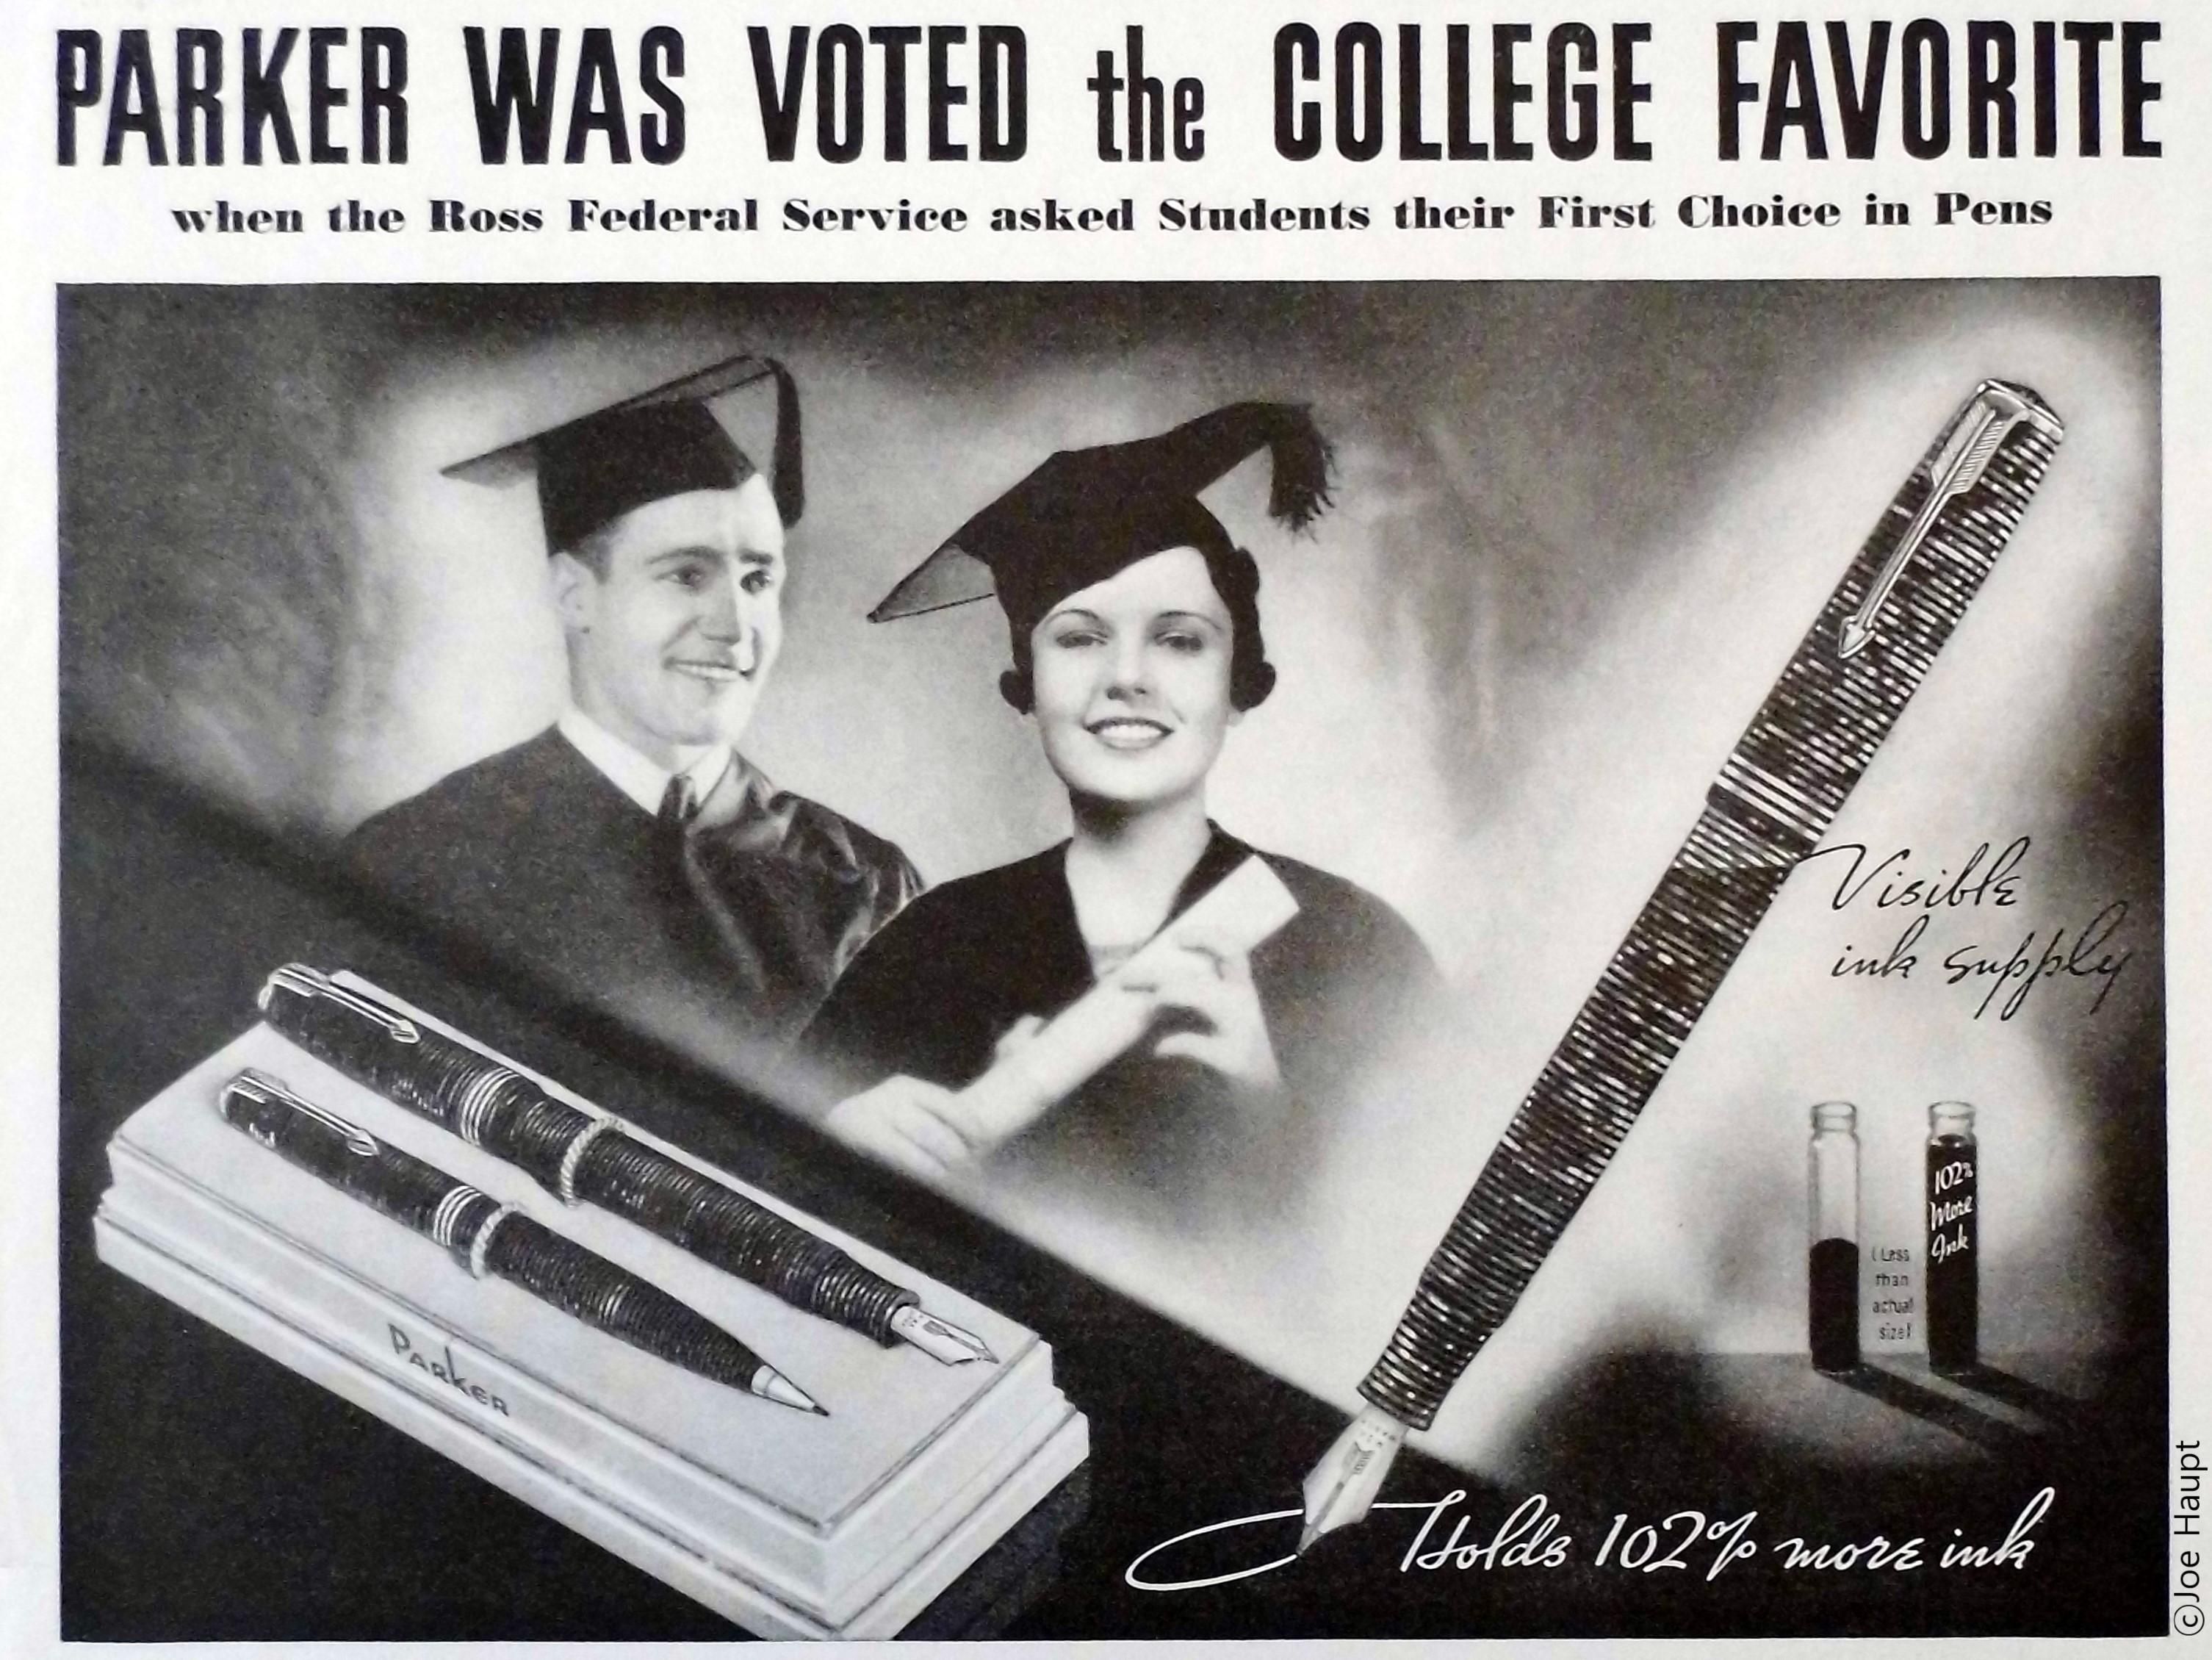 PARKER WAS VOTED the COLLEGE FAVORITE
when the Ross Federal Service asked Students their First Choice in Pens
Visible
ink supply
102%
More
Ink
(Less
than
actual
size)
Parker
Holds 102% more ink
©Joe Haupt